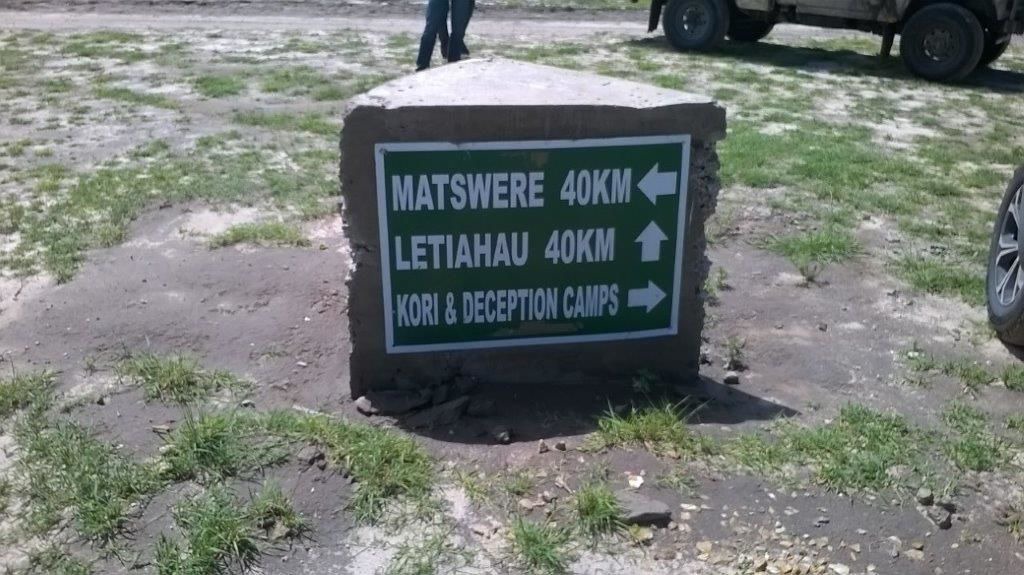 MATSWERE 40KM ←
LETIAHAU 40KM ↑
KORI & DECEPTION CAMPS →